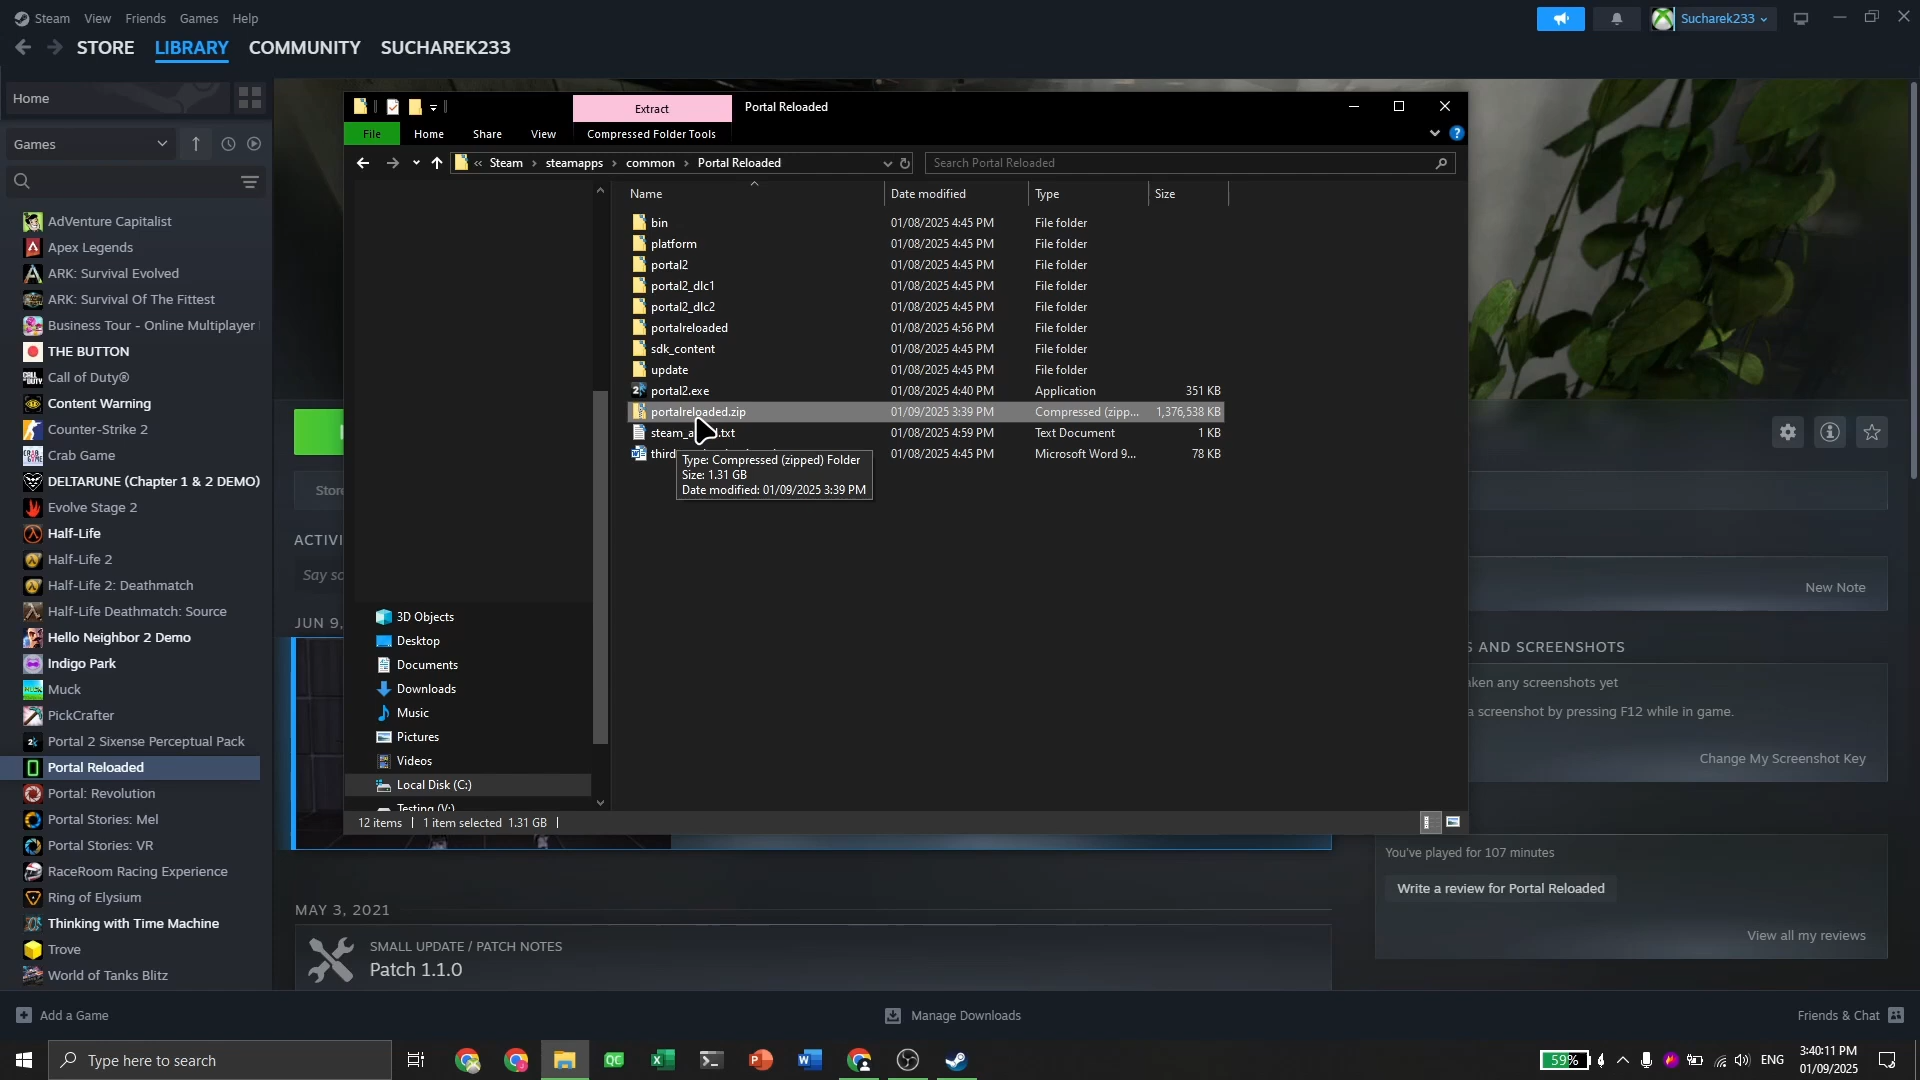 Steam View Friends Games Help
Sucharek233
STORE LIBRARY COMMUNITY SUCHAREK233
Home
Games
AdVenture Capitalist
Apex Legends
ARK: Survival Evolved
ARK: Survival Of The Fittest
Business Tour - Online Multiplayer
THE BUTTON
Call of Duty®
Content Warning
Counter-Strike 2
Crab Game
DELTARUNE (Chapter 1 & 2 DEMO)
Evolve Stage 2
Half-Life
Half-Life 2
Half-Life 2: Deathmatch
Half-Life Deathmatch: Source
Hello Neighbor 2 Demo
Indigo Park
Muck
PickCrafter
Portal 2 Sixense Perceptual Pack
Portal Reloaded
Portal: Revolution
Portal Stories: Mel
Portal Stories: VR
RaceRoom Racing Experience
Ring of Elysium
Thinking with Time Machine
Trove
World of Tanks Blitz
Extract Portal Reloaded
File Home Share View Compressed Folder Tools
« Steam › steamapps › common › Portal Reloaded
Search Portal Reloaded
Name Date modified Type Size
bin 01/08/2025 4:45 PM File folder
platform 01/08/2025 4:45 PM File folder
portal2 01/08/2025 4:45 PM File folder
portal2_dlc1 01/08/2025 4:45 PM File folder
portal2_dlc2 01/08/2025 4:45 PM File folder
portalreloaded 01/08/2025 4:56 PM File folder
sdk_content 01/08/2025 4:45 PM File folder
update 01/08/2025 4:45 PM File folder
portal2.exe 01/08/2025 4:40 PM Application 351 KB
portalreloaded.zip 01/09/2025 3:39 PM Compressed (zipp... 1,376,538 KB
01/08/2025 4:59 PM Text Document 1 KB
01/08/2025 4:45 PM Microsoft Word 9... 78 KB
Type: Compressed (zipped) Folder
Size: 1.31 GB
Date modified: 01/09/2025 3:39 PM
3D Objects
Desktop
Documents
Downloads
Music
Pictures
Videos
Local Disk (C:)
Testing (V:)
12 items 1 item selected 1.31 GB
Store
ACTIVI
Say so
JUN 9,
New Note
S AND SCREENSHOTS
aken any screenshots yet
a screenshot by pressing F12 while in game.
Change My Screenshot Key
You've played for 107 minutes
Write a review for Portal Reloaded
View all my reviews
MAY 3, 2021
SMALL UPDATE / PATCH NOTES
Patch 1.1.0
Add a Game
Manage Downloads
Friends & Chat
Type here to search
59%
ENG
3:40:11 PM
01/09/2025